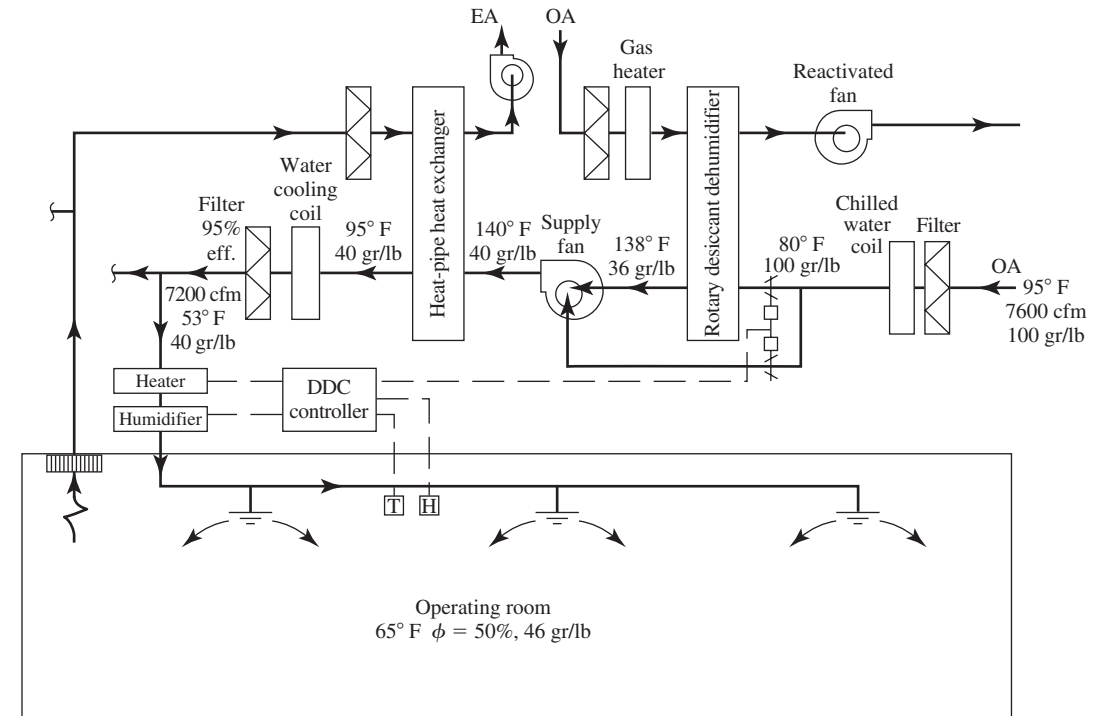 EA
OA
Gas
heater
Reactivated
fan
Heat-pipe heat exchanger
Rotary desiccant dehumidifier
Water
cooling
coil
Filter
95%
eff.
95° F
40 gr/lb
140° F
40 gr/lb
Supply
fan
138° F
36 gr/lb
80° F
100 gr/lb
Chilled
water
coil
Filter
OA
95° F
7600 cfm
100 gr/lb
7200 cfm
53° F
40 gr/lb
Heater
Humidifier
DDC
controller
T
H
Operating room
65° F ϕ = 50%, 46 gr/lb